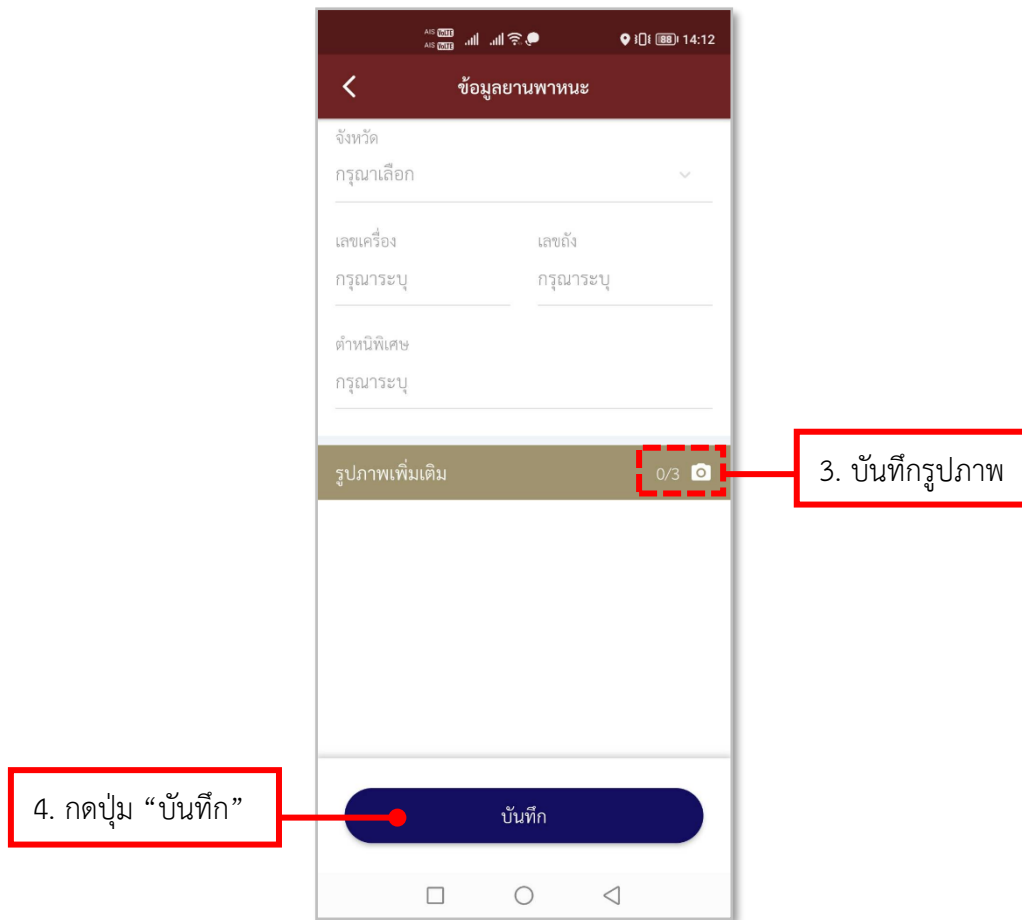 AIS VoLTE
AIS VoLTE
88 14:12
ข้อมูลยานพาหนะ
จังหวัด
กรุณาเลือก
เลขเครื่อง เลขถัง
กรุณาระบุ กรุณาระบุ
ตำหนิพิเศษ
กรุณาระบุ
รูปภาพเพิ่มเติม 0/3
3. บันทึกรูปภาพ
4. กดปุ่ม “บันทึก”
บันทึก